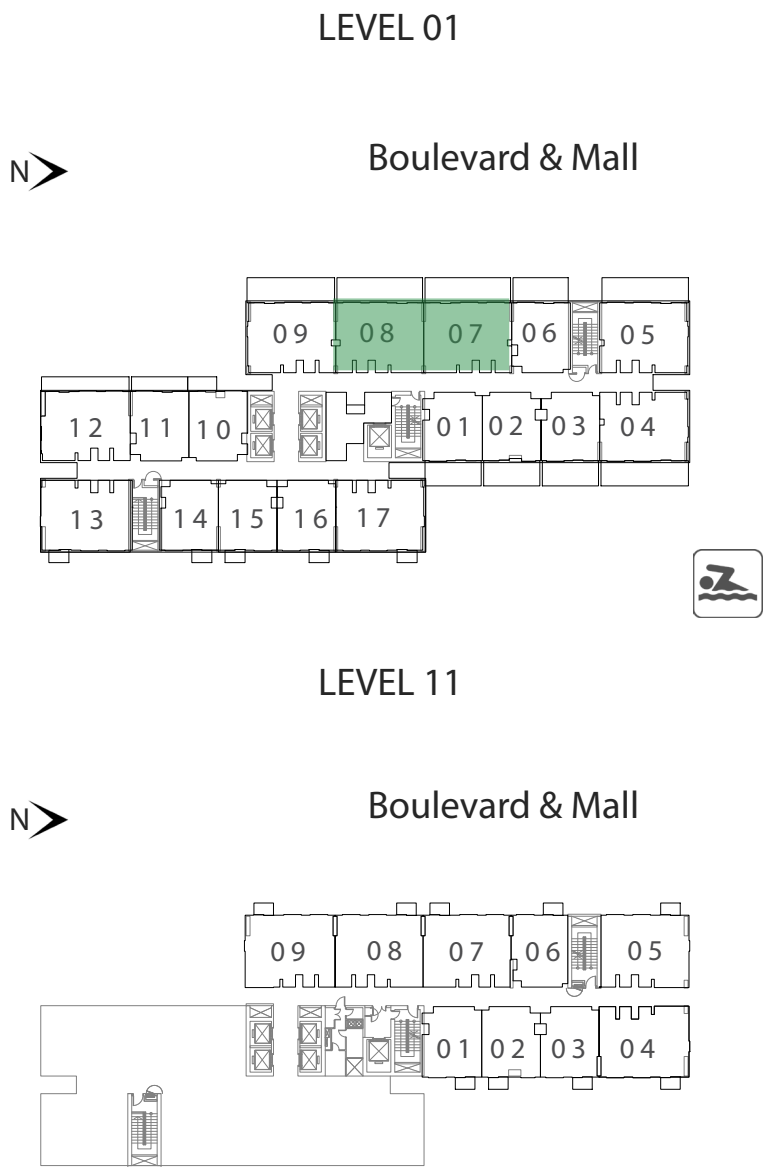 LEVEL 01
N
Boulevard & Mall
09 08 07 06 05
12 11 10 01 02 03 04
13 14 15 16 17
LEVEL 11
N
Boulevard & Mall
09 08 07 06 05
01 02 03 04